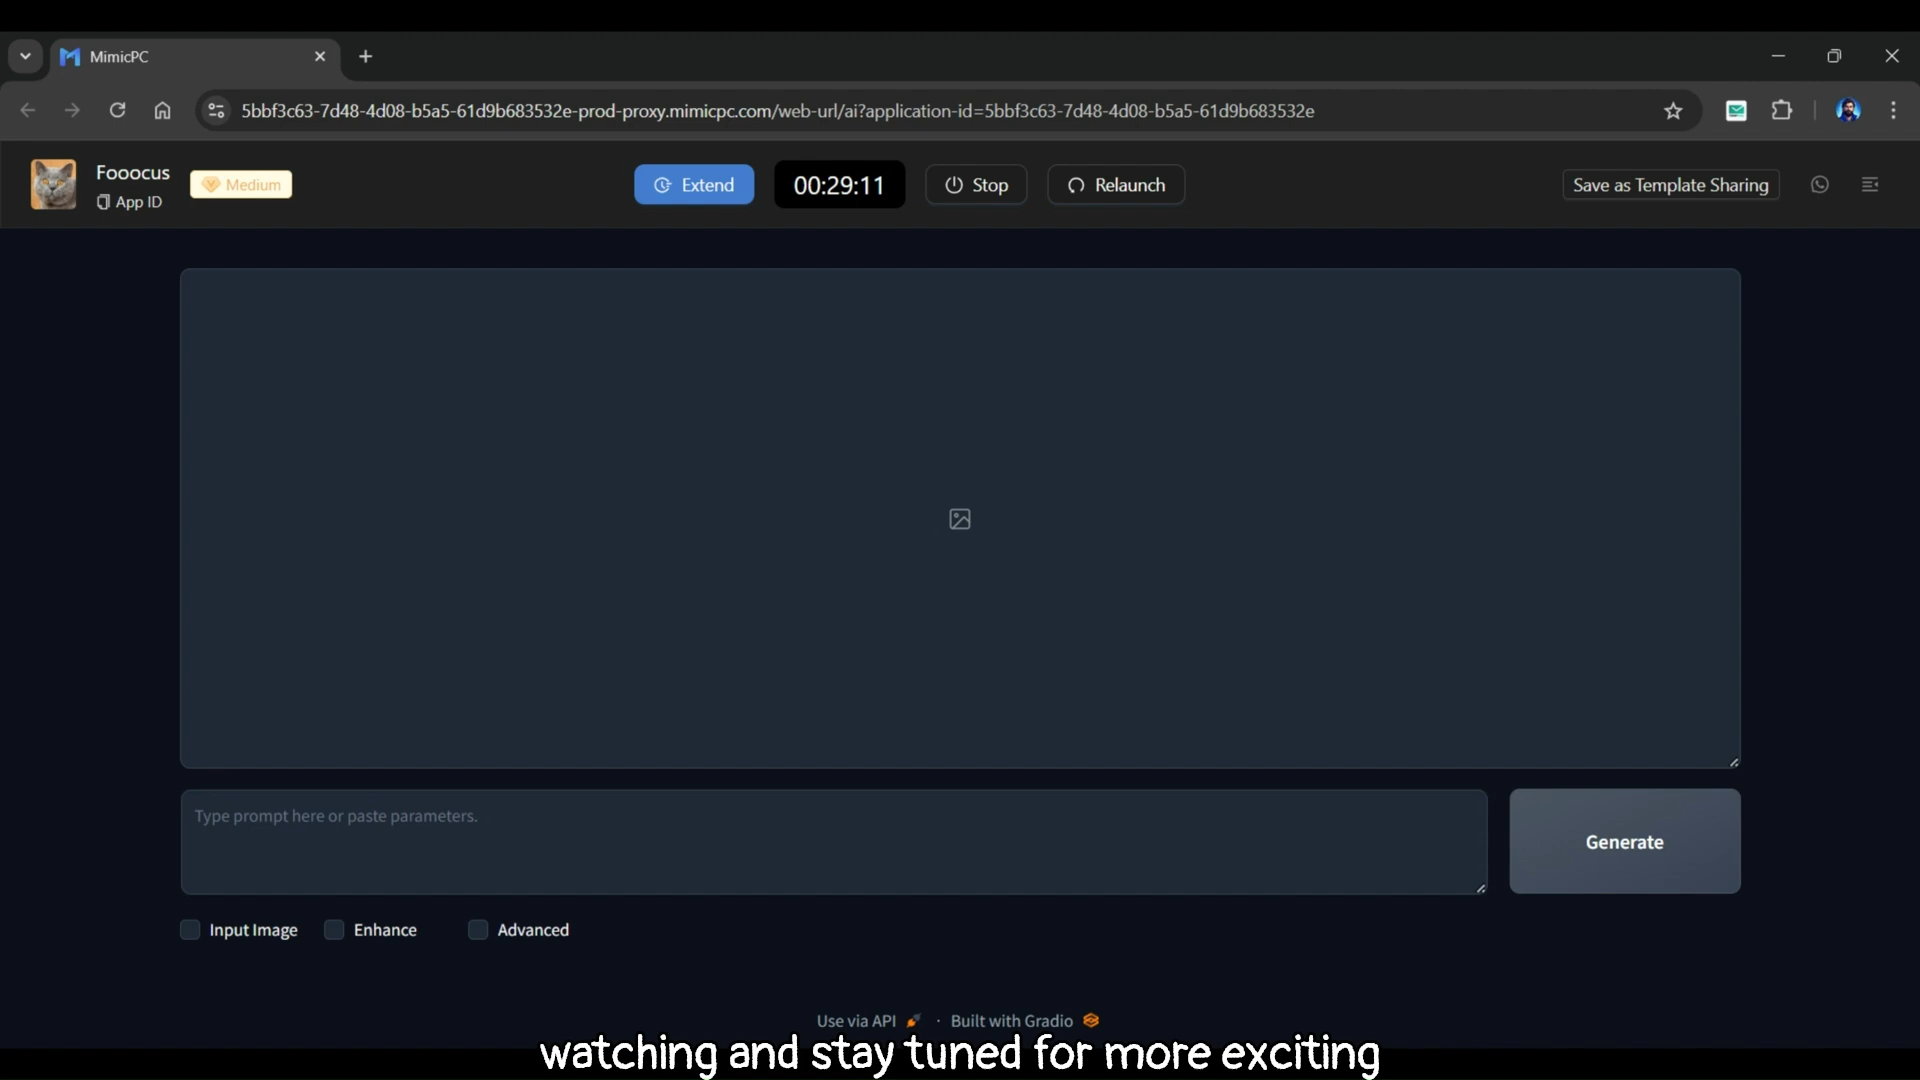 MimicPC
5bbf3c63-7d48-4d08-b5a5-61d9b683532e-prod-proxy.mimicpc.com/web-url/ai?application-id=5bbf3c63-7d48-4d08-b5a5-61d9b683532e
Fooocus
App ID
Medium
Extend
00:29:11
Stop
Relaunch
Save as Template Sharing
Type prompt here or paste parameters.
Generate
Input Image
Enhance
Advanced
Use via API · Built with Gradio
watching and stay tuned for more exciting